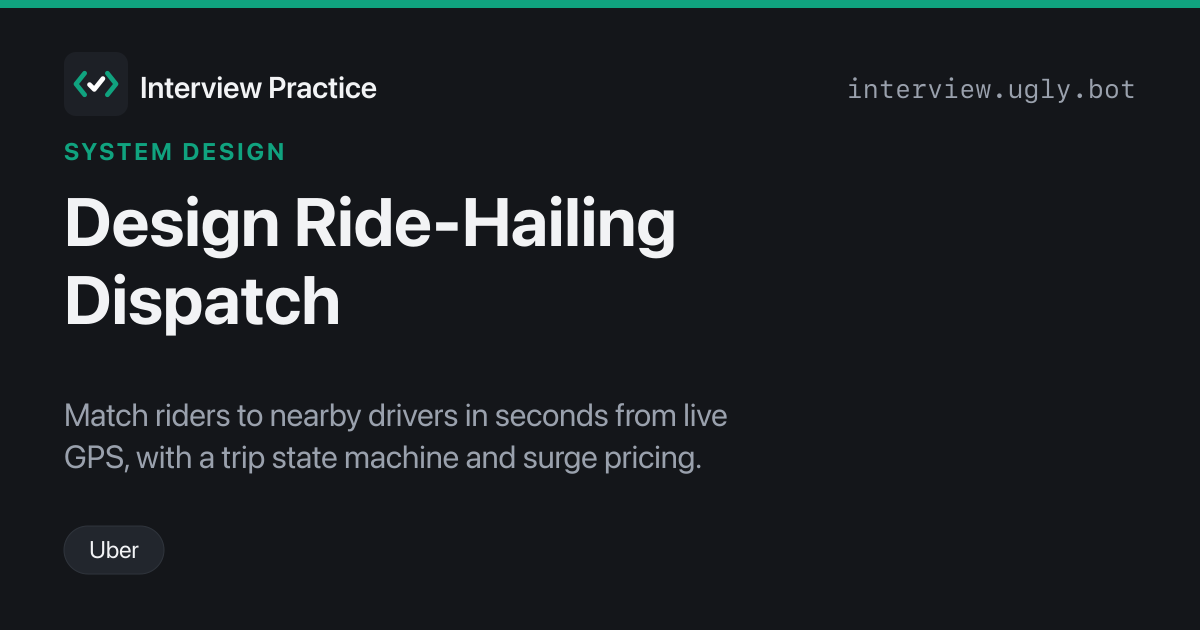 Interview Practice
interview.ugly.bot
SYSTEM DESIGN
Design Ride-Hailing
Dispatch
Match riders to nearby drivers in seconds from live
GPS, with a trip state machine and surge pricing.
Uber